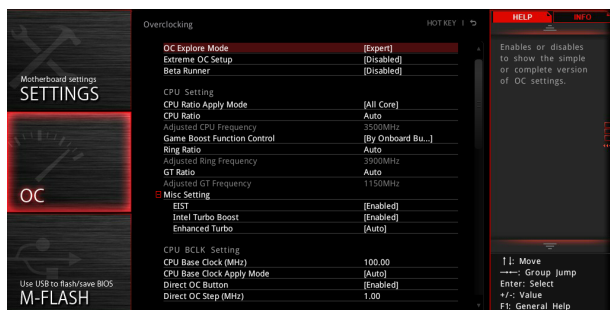 Motherboard settings
SETTINGS
OC
Use USB to flash/save BIOS
M-FLASH
Overclocking
HOT KEY
OC Explore Mode [Expert]
Extreme OC Setup [Disabled]
Beta Runner [Disabled]
CPU Setting
CPU Ratio Apply Mode [All Core]
CPU Ratio Auto
Adjusted CPU Frequency 3500MHz
Game Boost Function Control [By Onboard Bu...]
Ring Ratio Auto
Adjusted Ring Frequency 3900MHz
GT Ratio Auto
Adjusted GT Frequency 1150MHz
Misc Setting
EIST [Enabled]
Intel Turbo Boost [Enabled]
Enhanced Turbo [Auto]
CPU BCLK Setting
CPU Base Clock (MHz) 100.00
CPU Base Clock Apply Mode [Auto]
Direct OC Button [Enabled]
Direct OC Step (MHz) 1.00
HELP
INFO
Enables or disables
to show the simple
or complete version
of OC settings.
↑↓: Move
→←: Group Jump
Enter: Select
+/-: Value
F1: General Help